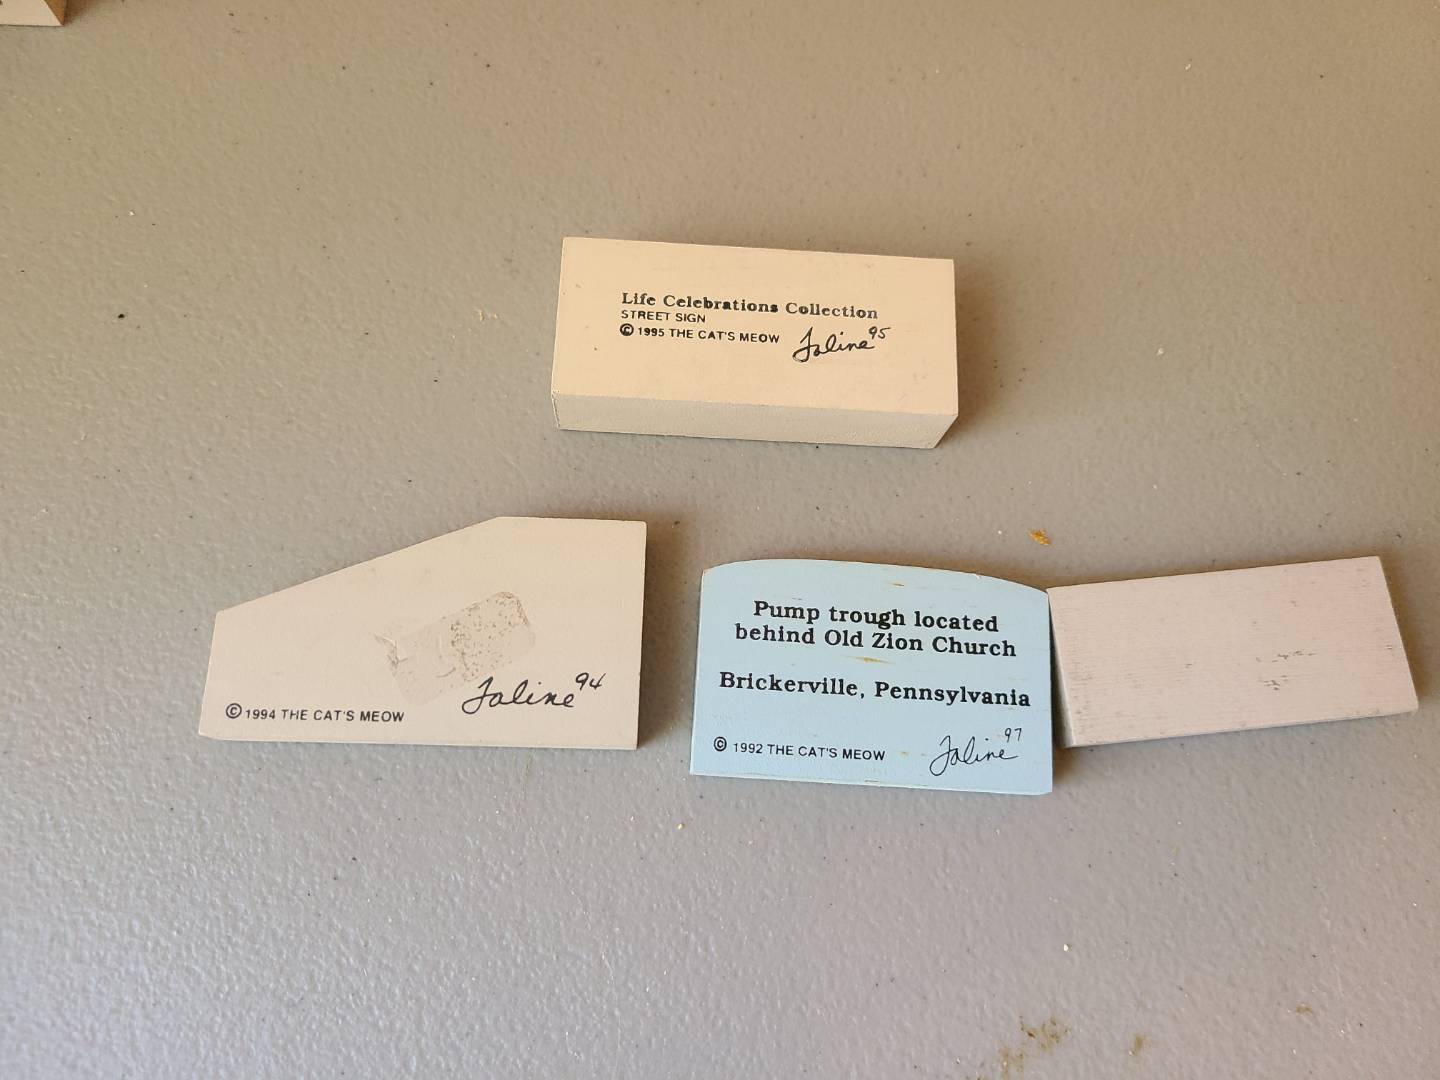 Life Celebrations Collection
STREET SIGN
© 1995 THE CAT'S MEOW Faline 95
© 1994 THE CAT'S MEOW Faline 94
Pump trough located
behind Old Zion Church
Brickerville, Pennsylvania
© 1992 THE CAT'S MEOW Faline 97